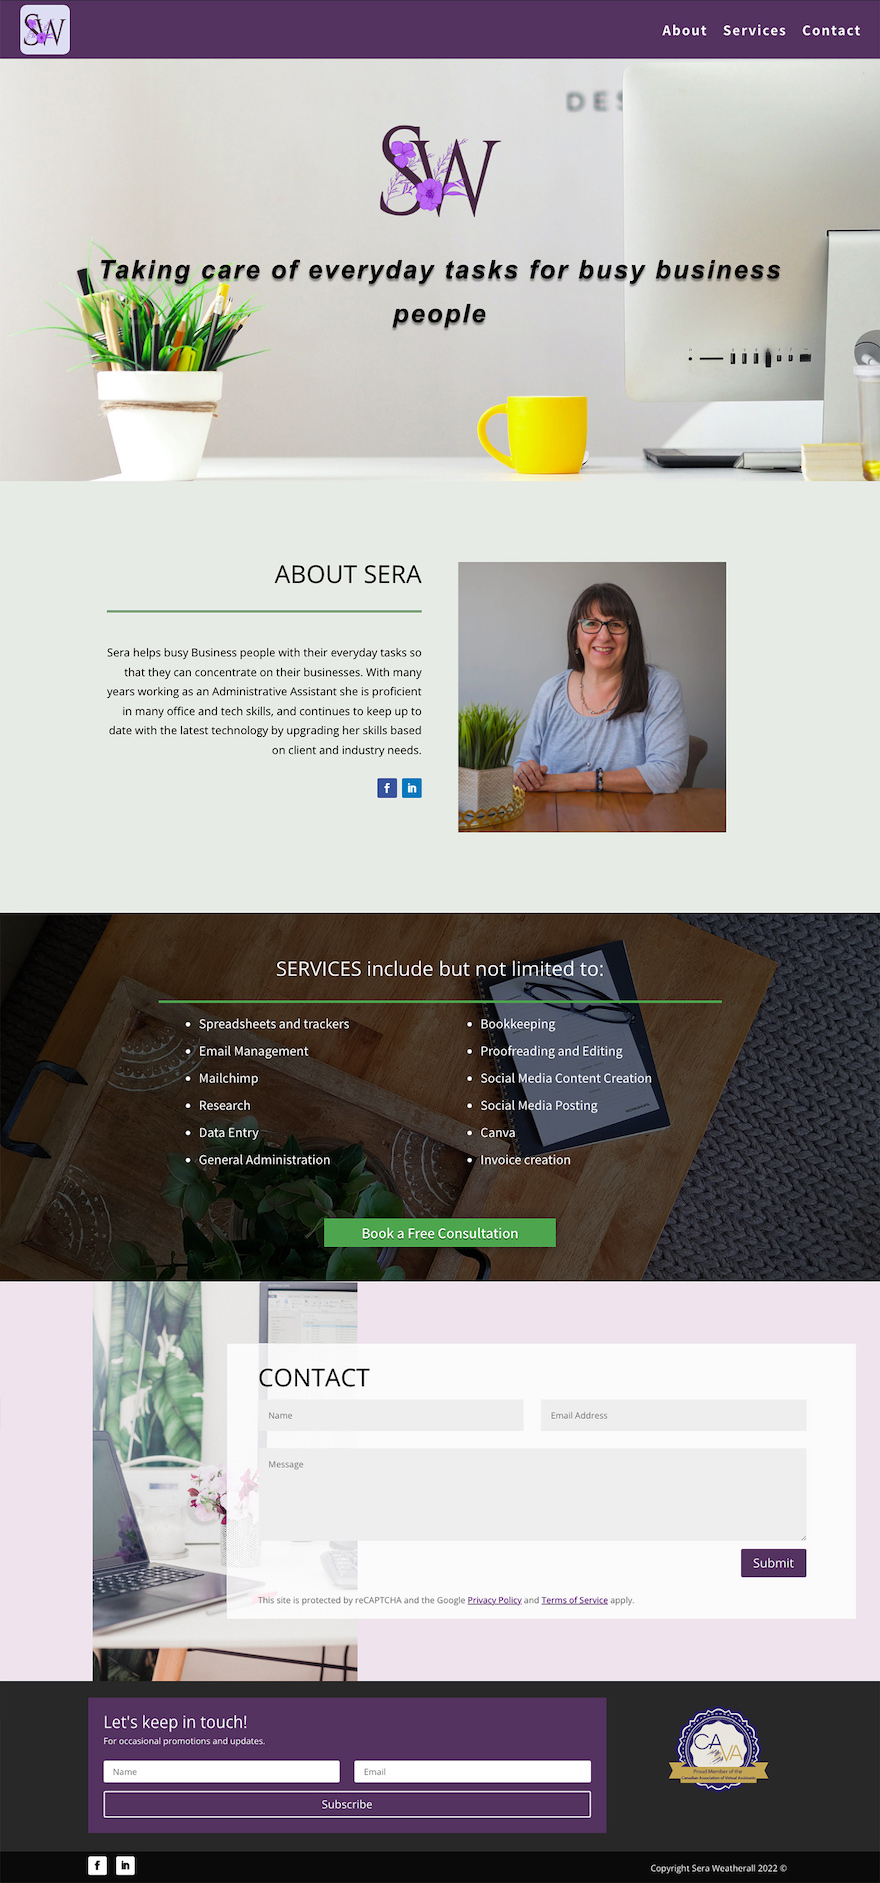 SW
About Services Contact
DES
SW
Taking care of everyday tasks for busy business
people
ABOUT SERA
Sera helps busy Business people with their everyday tasks so
that they can concentrate on their businesses. With many
years working as an Administrative Assistant she is proficient
in many office and tech skills, and continues to keep up to
date with the latest technology by upgrading her skills based
on client and industry needs.
f in
SERVICES include but not limited to:
• Spreadsheets and trackers
• Email Management
• Mailchimp
• Research
• Data Entry
• General Administration
• Bookkeeping
• Proofreading and Editing
• Social Media Content Creation
• Social Media Posting
• Canva
• Invoice creation
Book a Free Consultation
CONTACT
Name
Email Address
Message
Submit
This site is protected by reCAPTCHA and the Google Privacy Policy and Terms of Service apply.
Let's keep in touch!
For occasional promotions and updates.
Name
Email
Subscribe
CAVA
Proud Member of the
Canadian Association of Virtual Assistants
f in
Copyright Sera Weatherall 2022 ©